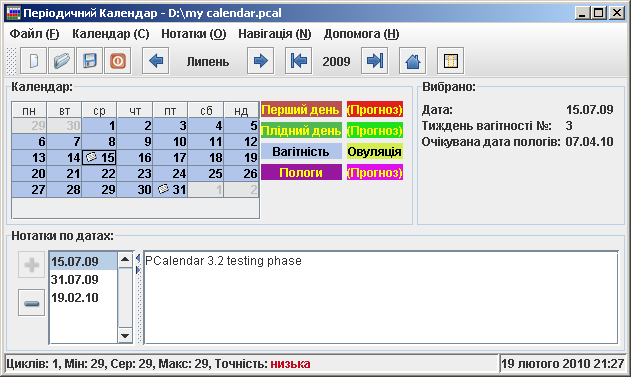 Періодичний Календар - D:\my calendar.pcal
Файл (F) Календар (C) Нотатки (O) Навігація (N) Допомога (H)
Липень 2009
Календар:
пн вт ср чт пт сб нд
29 30 1 2 3 4 5
6 7 8 9 10 11 12
13 14 15 16 17 18 19
20 21 22 23 24 25 26
27 28 29 30 31 1 2
Перший день (Прогноз)
Плідний день (Прогноз)
Вагітність Овуляція
Пологи (Прогноз)
Вибрано:
Дата: 15.07.09
Тиждень вагітності №: 3
Очікувана дата пологів: 07.04.10
Нотатки по датах:
15.07.09
31.07.09
19.02.10
PCalendar 3.2 testing phase
Циклів: 1, Мін: 29, Сер: 29, Макс: 29, Точність: низька
19 лютого 2010 21:27